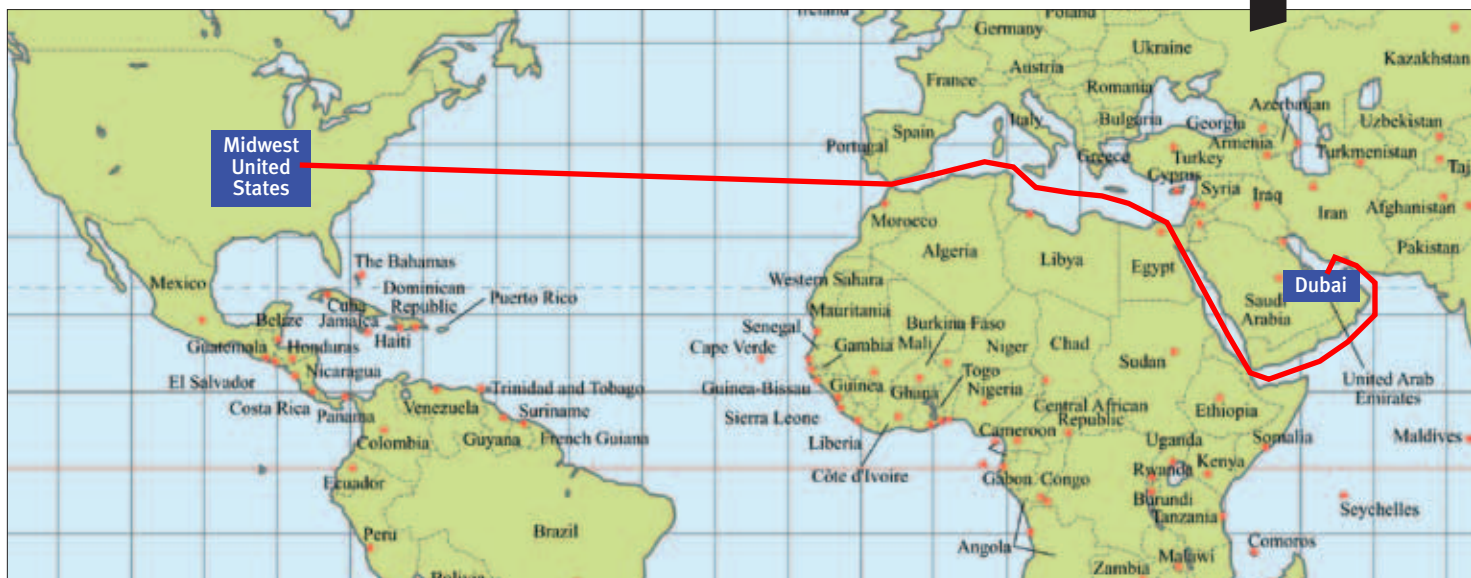 Ireland
Poland
Germany
Ukraine
Kazakhstan
Austria
France
Romania
Azerbaijan
Italy
Bulgaria
Georgia
Uzbekistan
Spain
Portugal
Armenia
Midwest
United
States
Greece
Turkey
Turkmenistan
Taj
Cyprus
Syria
Iraq
Iran
Afghanistan
Morocco
Pakistan
Algeria
Libya
Egypt
The Bahamas
Mexico
Western Sahara
Dubai
Dominican
Republic
Puerto Rico
Cuba
Saudi
Arabia
Mauritania
Belize
Jamaica
Haiti
Senegal
Burkina Faso
Guatemala
Honduras
Cape Verde
Gambia
Mali
Niger
Chad
Sudan
Nicaragua
El Salvador
Togo
United Arab
Emirates
Trinidad and Tobago
Guinea-Bissau
Guinea
Ghana
Nigeria
Costa Rica
Panama
Venezuela
Suriname
Sierra Leone
Central African
Republic
Ethiopia
Colombia
Guyana
French Guiana
Liberia
Cameroon
Uganda
Somalia
Maldives
Ecuador
Côte d'Ivoire
Gabon
Congo
Rwanda
Kenya
Burundi
Tanzania
Seychelles
Peru
Brazil
Angola
Comoros
Zambia
Malawi
Bolivia